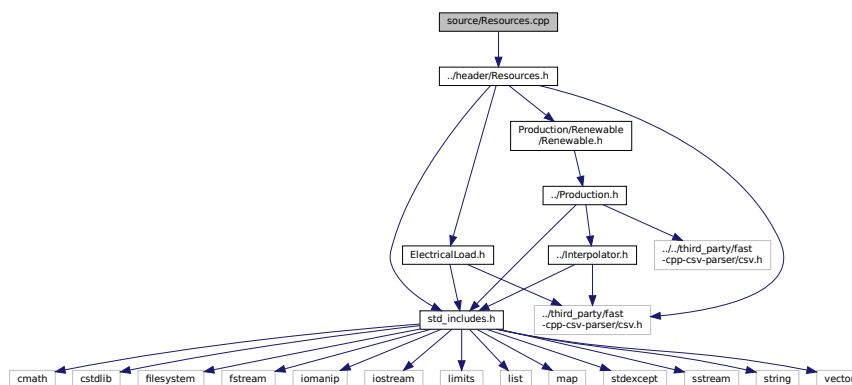 source/Resources.cpp
../header/Resources.h
Production/Renewable
/Renewable.h
../Production.h
ElectricalLoad.h
../Interpolator.h
../../third_party/fast
-cpp-csv-parser/csv.h
std_includes.h
../third_party/fast
-cpp-csv-parser/csv.h
cmath
cstdlib
filesystem
fstream
iomanip
iostream
limits
list
map
stdexcept
sstream
string
vector